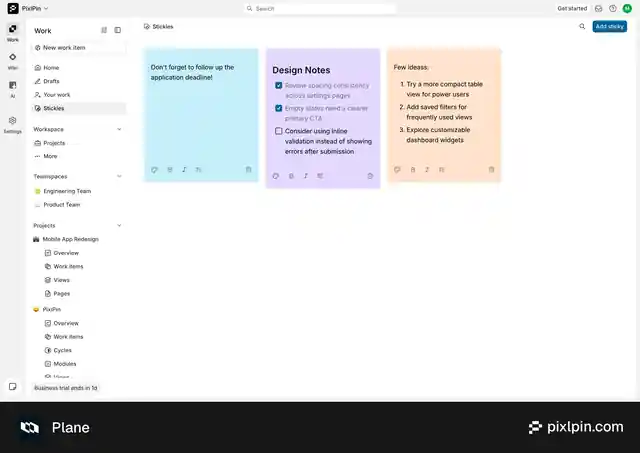 PixlPin
Search
Get started
M
Work
Wiki
AI
Settings
Work
New work item
Home
Drafts
Your work
Stickies
Workspace
Projects
More
Teamspaces
Engineering Team
Product Team
Projects
Mobile App Redesign
Overview
Work items
Views
Pages
PixlPin
Overview
Work items
Cycles
Modules
Views
Business trial ends in 1d
Stickies
Add sticky
Don't forget to follow up the
application deadline!
Design Notes
Review spacing consistency
across settings pages
Empty states need a clearer
primary CTA
Consider using inline
validation instead of showing
errors after submission
Few ideass:
1. Try a more compact table
view for power users
2. Add saved filters for
frequently used views
3. Explore customizable
dashboard widgets
Plane
pixlpin.com